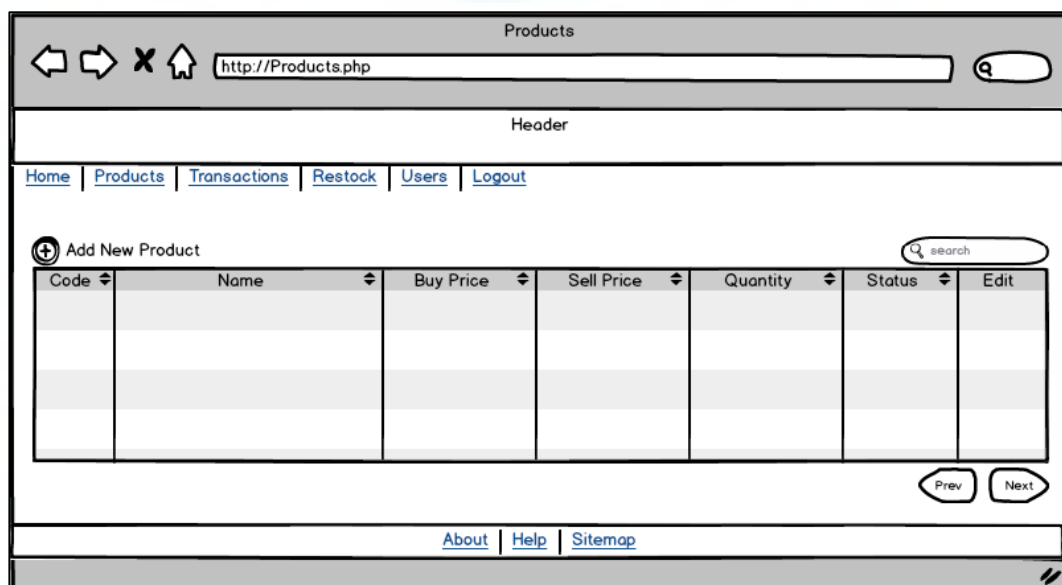 Products
http://Products.php
Header
Home Products Transactions Restock Users Logout
Add New Product search
Code Name Buy Price Sell Price Quantity Status Edit
Prev Next
About Help Sitemap